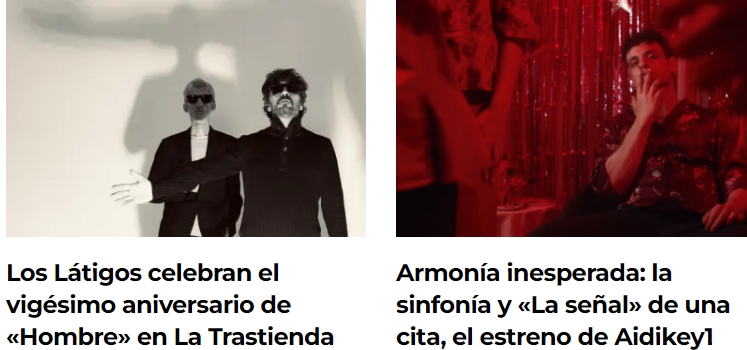 Los Látigos celebran el
vigésimo aniversario de
«Hombre» en La Trastienda
Armonía inesperada: la
sinfonía y «La señal» de una
cita, el estreno de Aidikey1